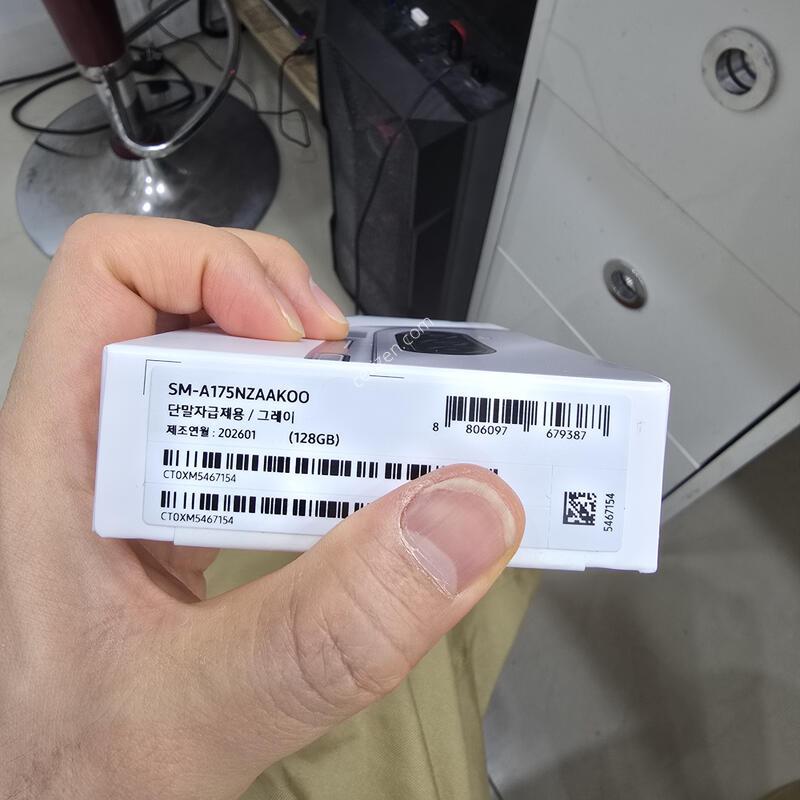 SM-A175NZAAKOO
단말자급제용 / 그레이
제조연월 : 202601 (128GB)
8 806097 679387
CT0XM5467154
CT0XM5467154
5467154